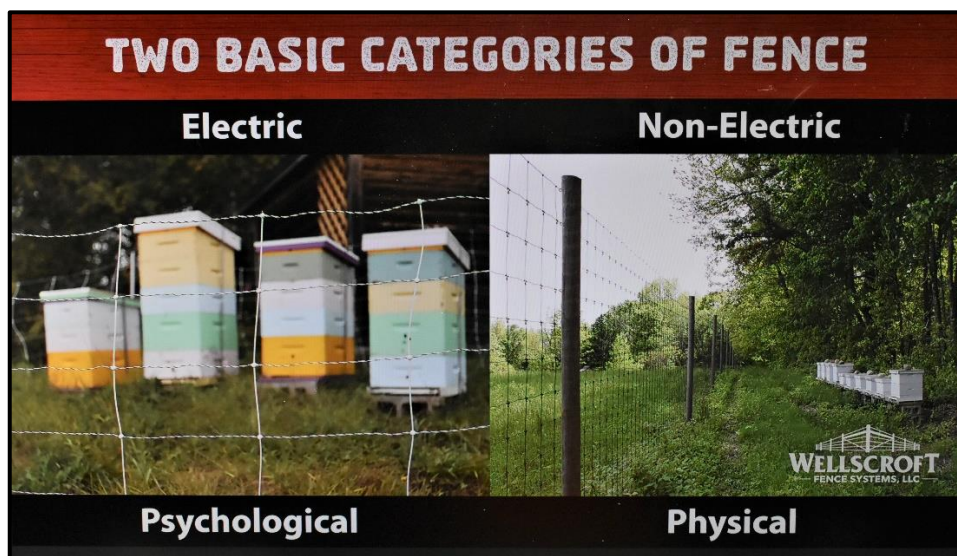 TWO BASIC CATEGORIES OF FENCE
Electric
Non-Electric
WELLSCROFT
FENCE SYSTEMS, LLC
Psychological
Physical